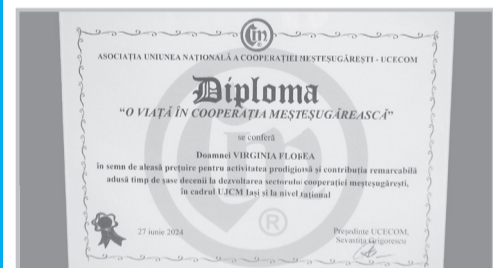 ASOCIAȚIA UNIUNEA NAȚIONALĂ A COOPERAȚIEI MEȘTEȘUGĂREȘTI - UCECOM
Diploma
"O VIAȚĂ ÎN COOPERAȚIA MEȘTEȘUGĂREASCĂ"
se conferă
Doamnei VIRGINIA FLOREA
în semn de aleasă prețuire pentru activitatea prodigioasă și contribuția remarcabilă
adusă timp de șase decenii la dezvoltarea sectorului cooperației meșteșugărești,
în cadrul UJCM Iași și la nivel național
27 iunie 2024
Președinte UCECOM,
Sevastița Grigorescu